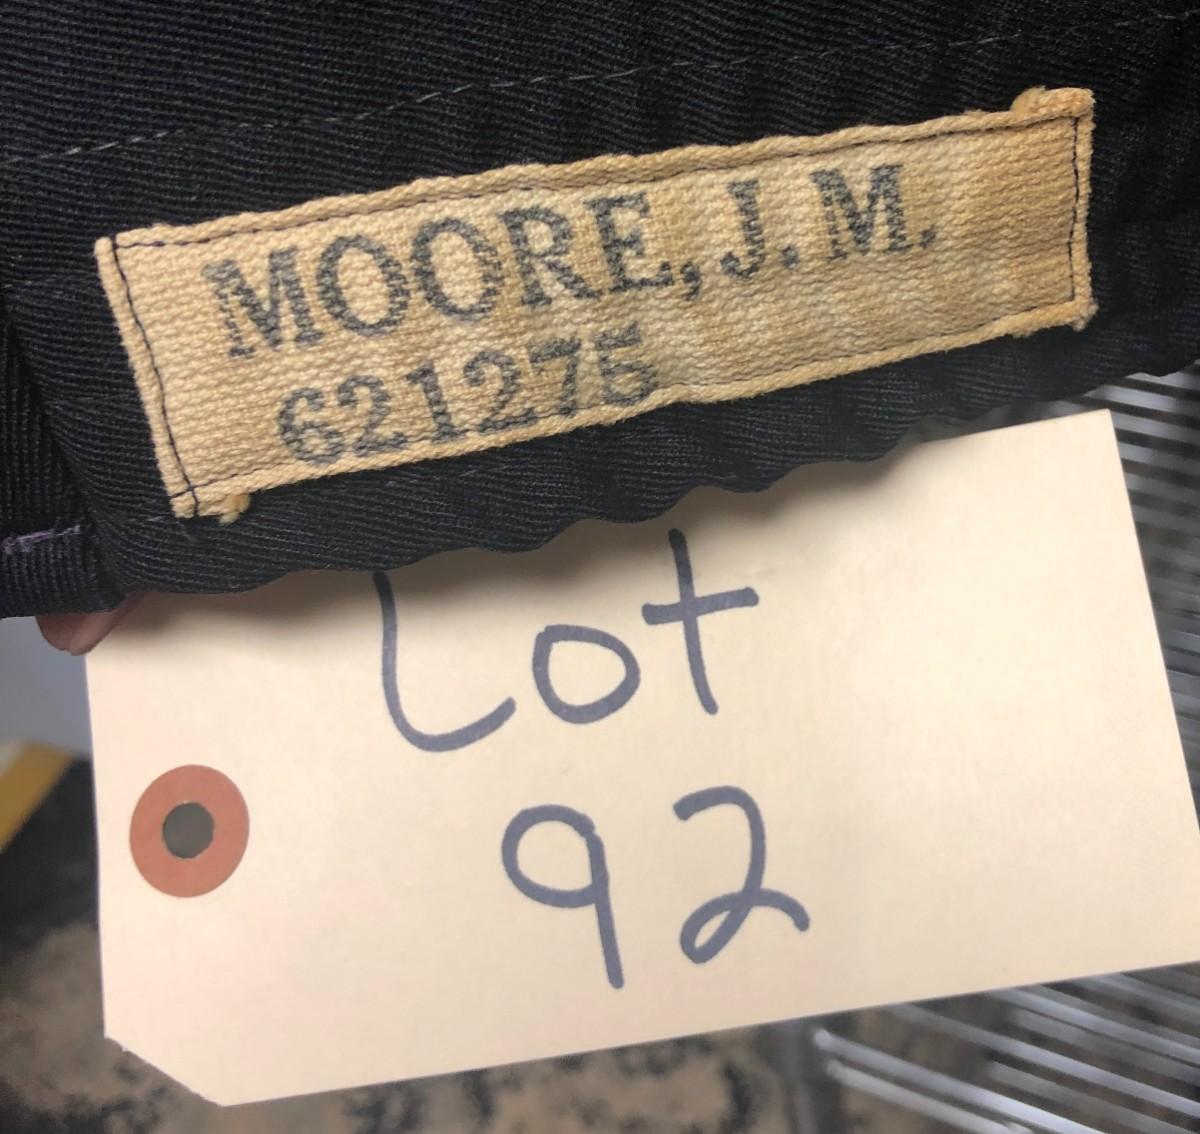 MOORE, J. M.
621275
Lot
92